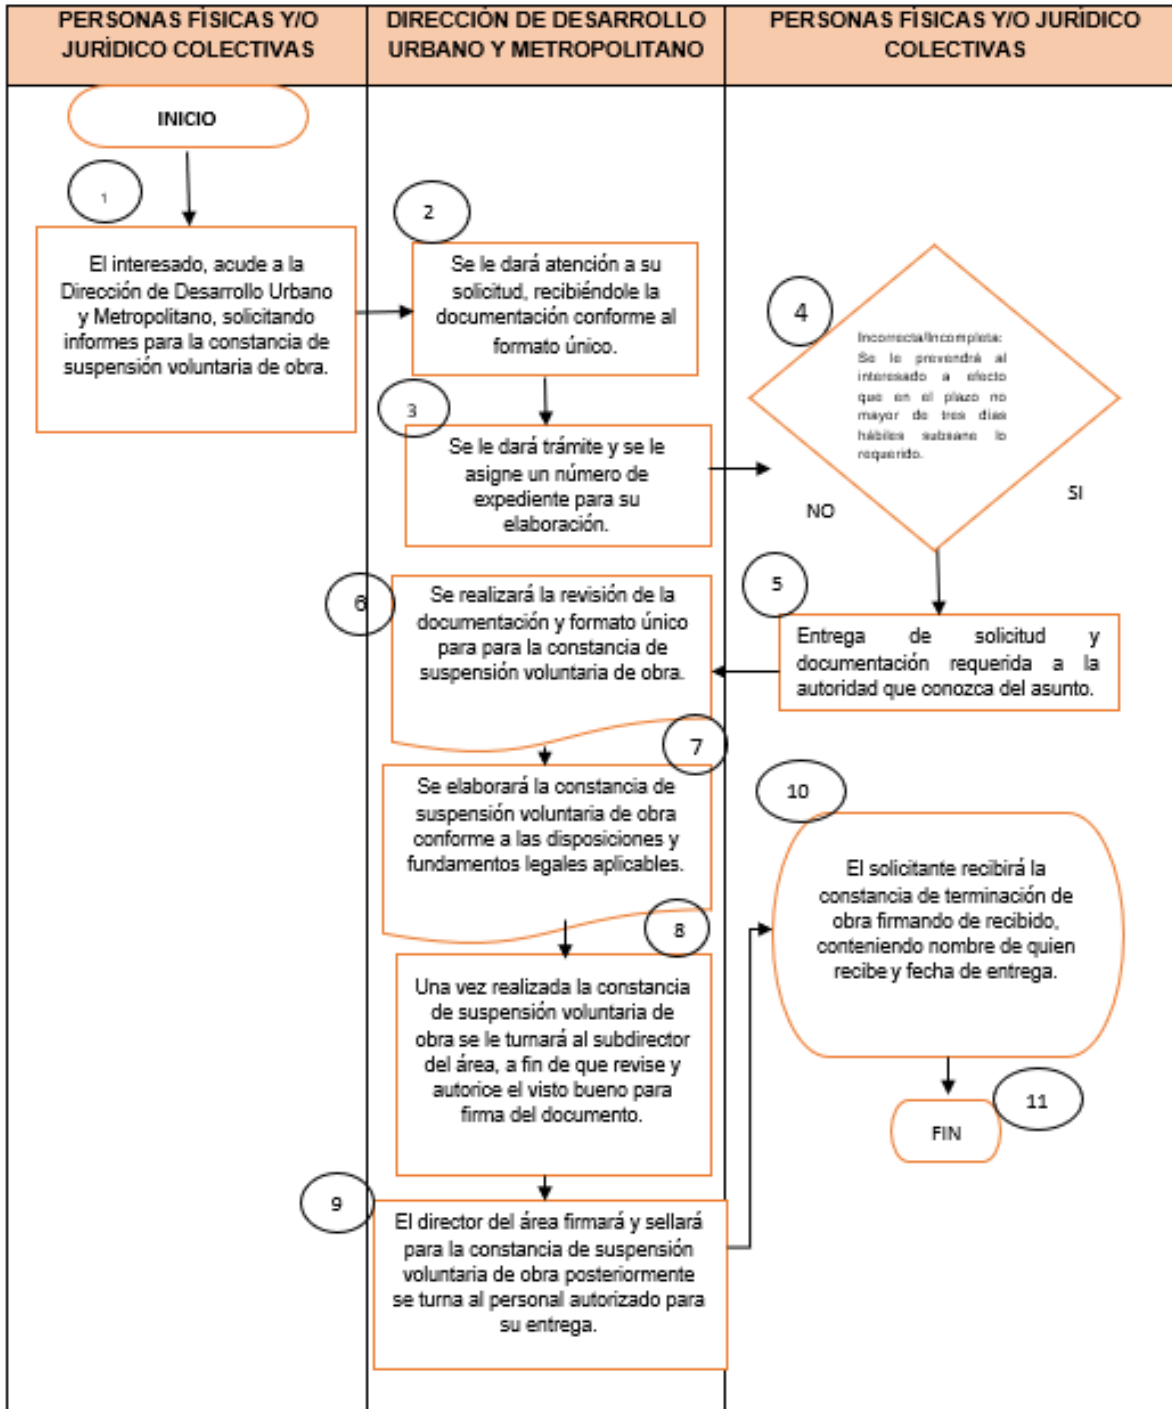 PERSONAS FÍSICAS Y/O
JURÍDICO COLECTIVAS
DIRECCIÓN DE DESARROLLO
URBANO Y METROPOLITANO
PERSONAS FÍSICAS Y/O JURÍDICO
COLECTIVAS
INICIO
1
El interesado, acude a la
Dirección de Desarrollo Urbano
y Metropolitano, solicitando
informes para la constancia de
suspensión voluntaria de obra.
2
Se le dará atención a su
solicitud, recibiéndole la
documentación conforme al
formato único.
3
Se le dará trámite y se le
asigne un número de
expediente para su
elaboración.
4
Incorrecta/Incompleta:
Se le prevendrá al
interesado a efecto
que en el plazo no
mayor de tres días
hábiles subsane lo
requerido.
NO
SI
5
Entrega de solicitud y
documentación requerida a la
autoridad que conozca del asunto.
6
Se realizará la revisión de la
documentación y formato único
para para la constancia de
suspensión voluntaria de obra.
7
Se elaborará la constancia de
suspensión voluntaria de obra
conforme a las disposiciones y
fundamentos legales aplicables.
8
Una vez realizada la constancia
de suspensión voluntaria de
obra se le turnará al subdirector
del área, a fin de que revise y
autorice el visto bueno para
firma del documento.
9
El director del área firmará y sellará
para la constancia de suspensión
voluntaria de obra posteriormente
se turna al personal autorizado para
su entrega.
10
El solicitante recibirá la
constancia de terminación de
obra firmando de recibido,
conteniendo nombre de quien
recibe y fecha de entrega.
11
FIN